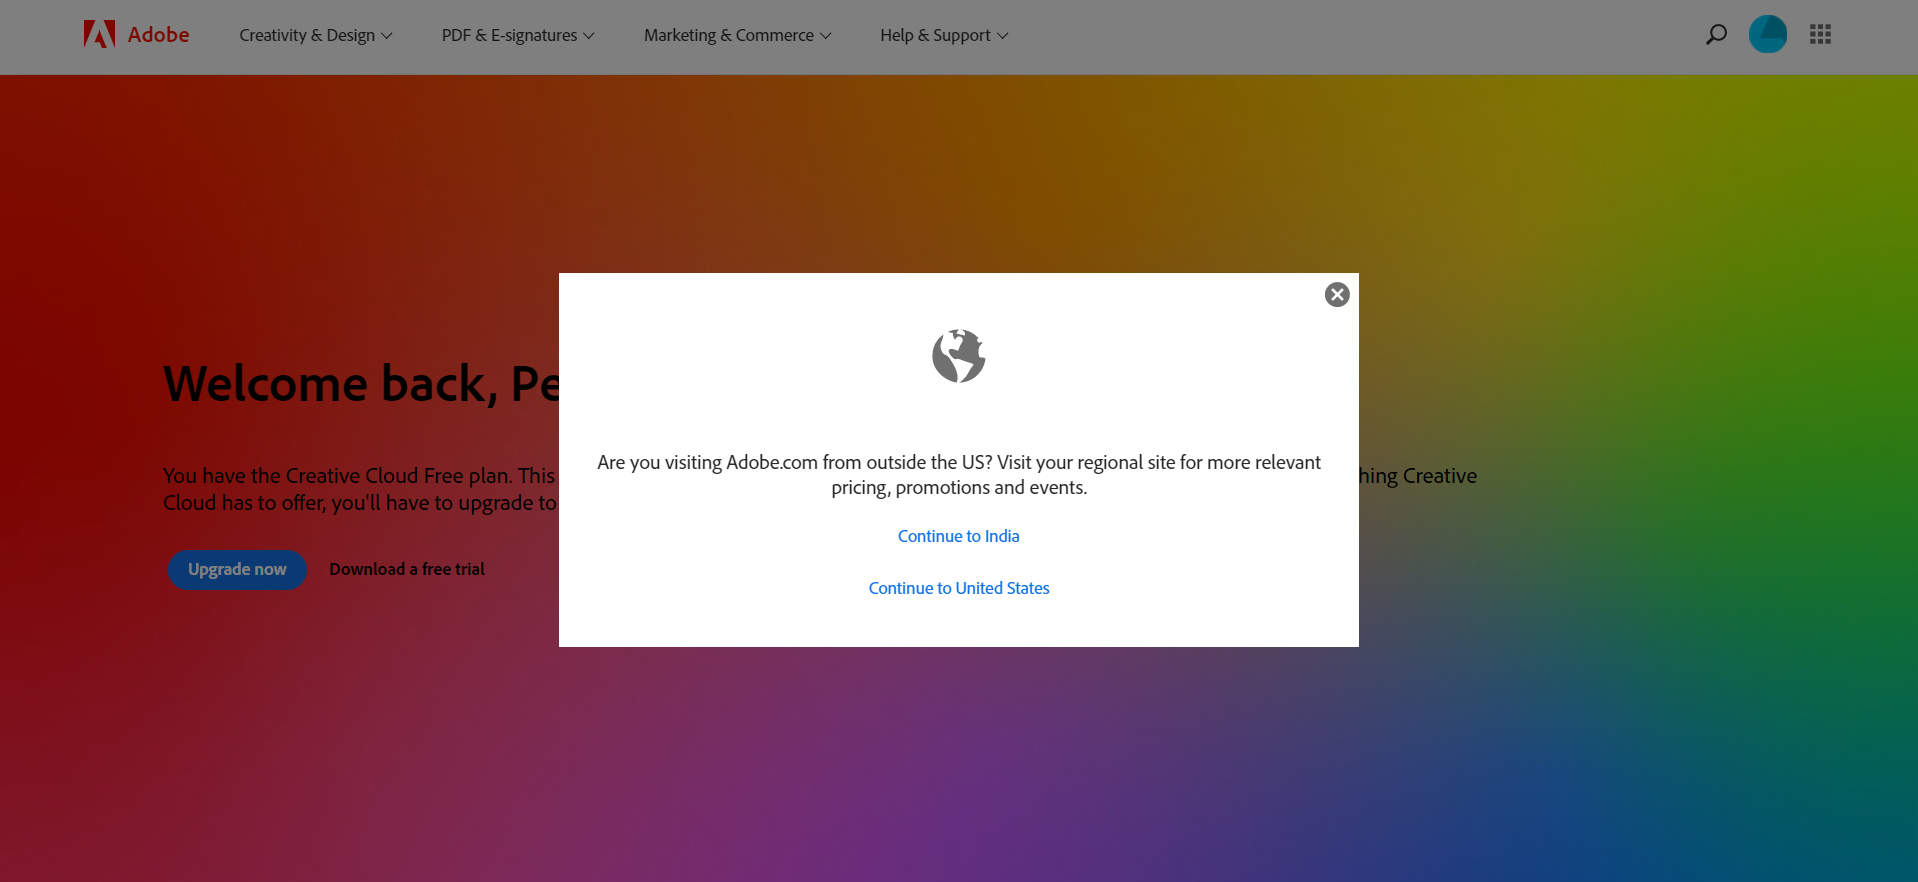 Adobe
Creativity & Design
PDF & E-signatures
Marketing & Commerce
Help & Support
Welcome back,
You have the Creative Cloud Free plan. This
hing Creative
Cloud has to offer, you'll have to upgrade to
Upgrade now
Download a free trial
Are you visiting Adobe.com from outside the US? Visit your regional site for more relevant
pricing, promotions and events.
Continue to India
Continue to United States